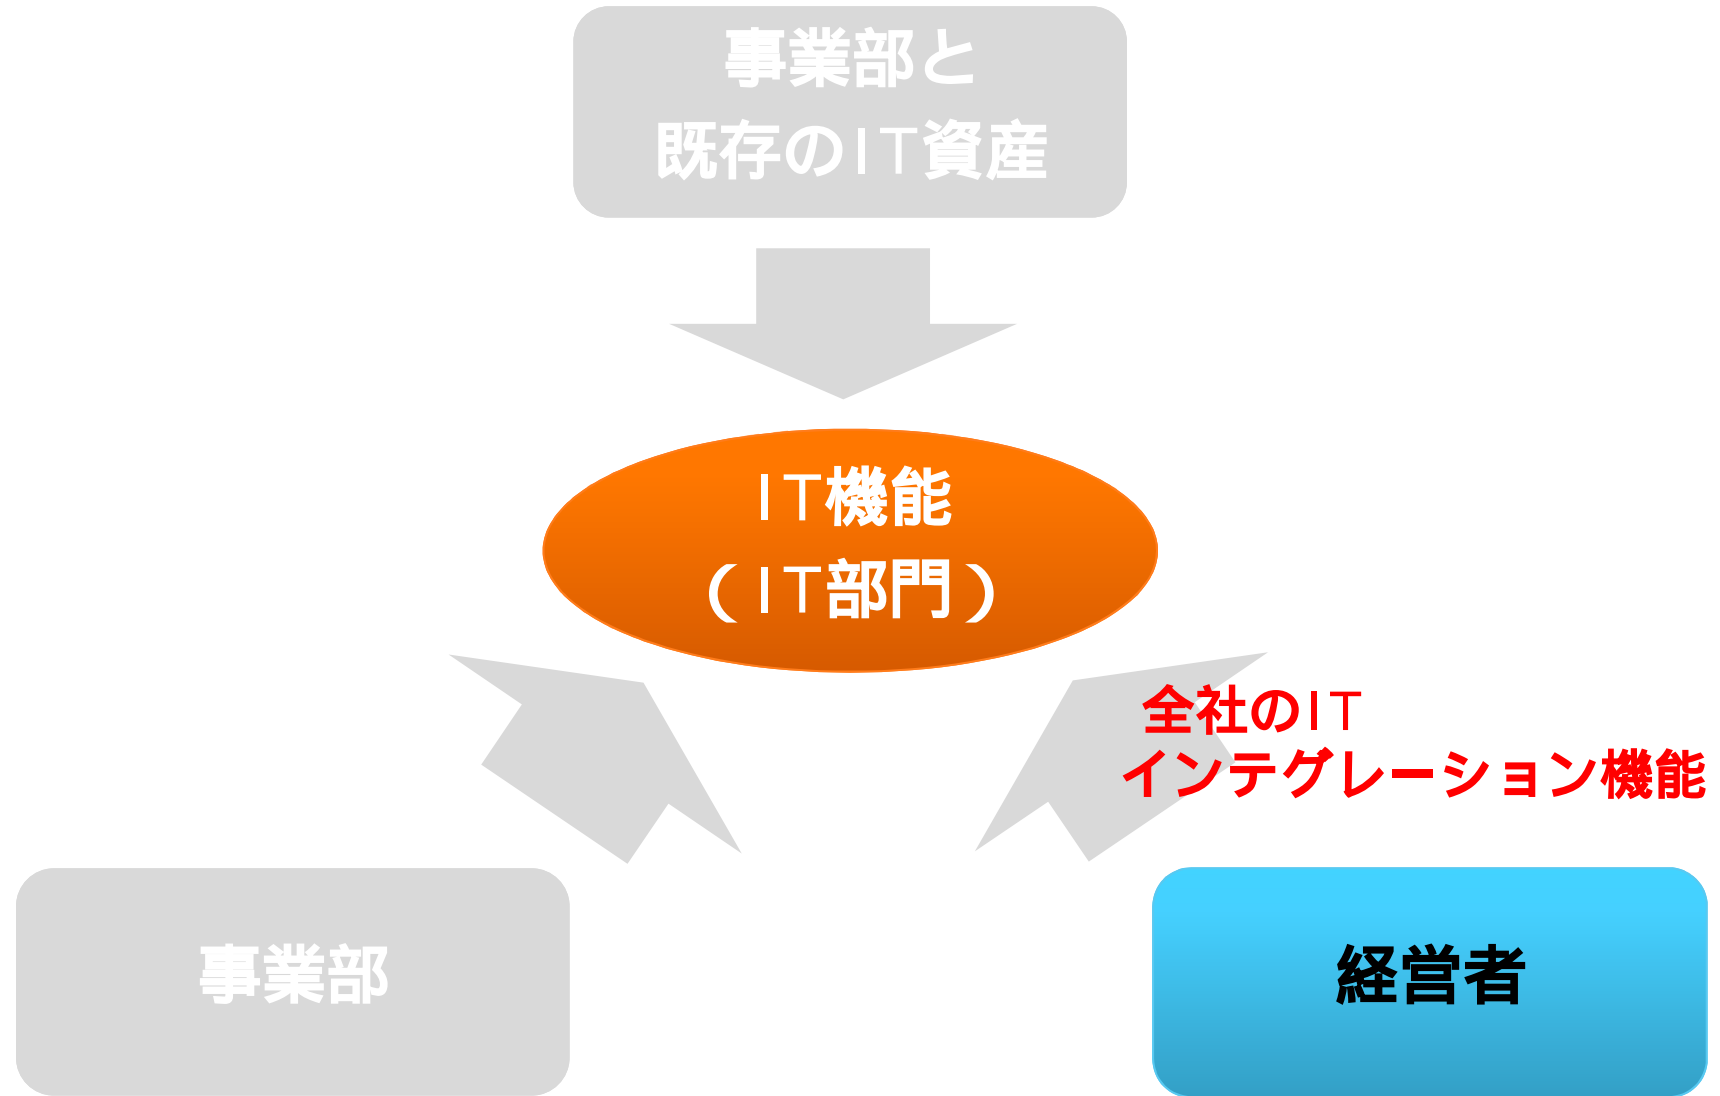 事業部と
既存のIT資産
IT機能
（IT部門）
全社のIT
インテグレーション機能
事業部
経営者